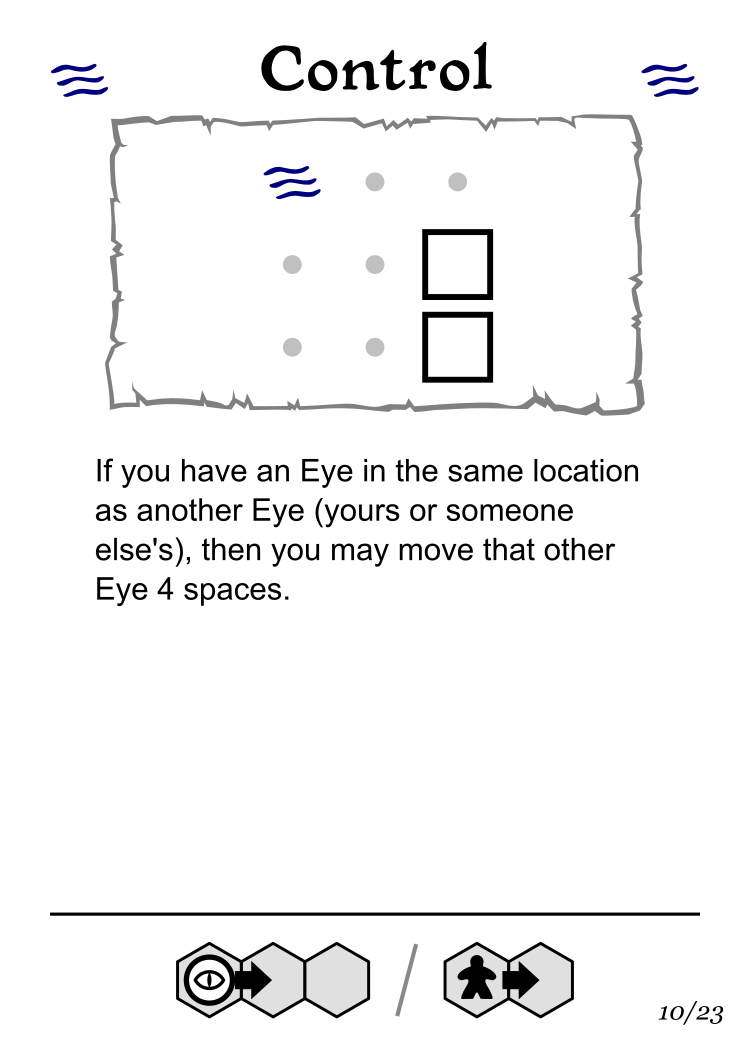 Control
If you have an Eye in the same location
as another Eye (yours or someone
else's), then you may move that other
Eye 4 spaces.
10/23